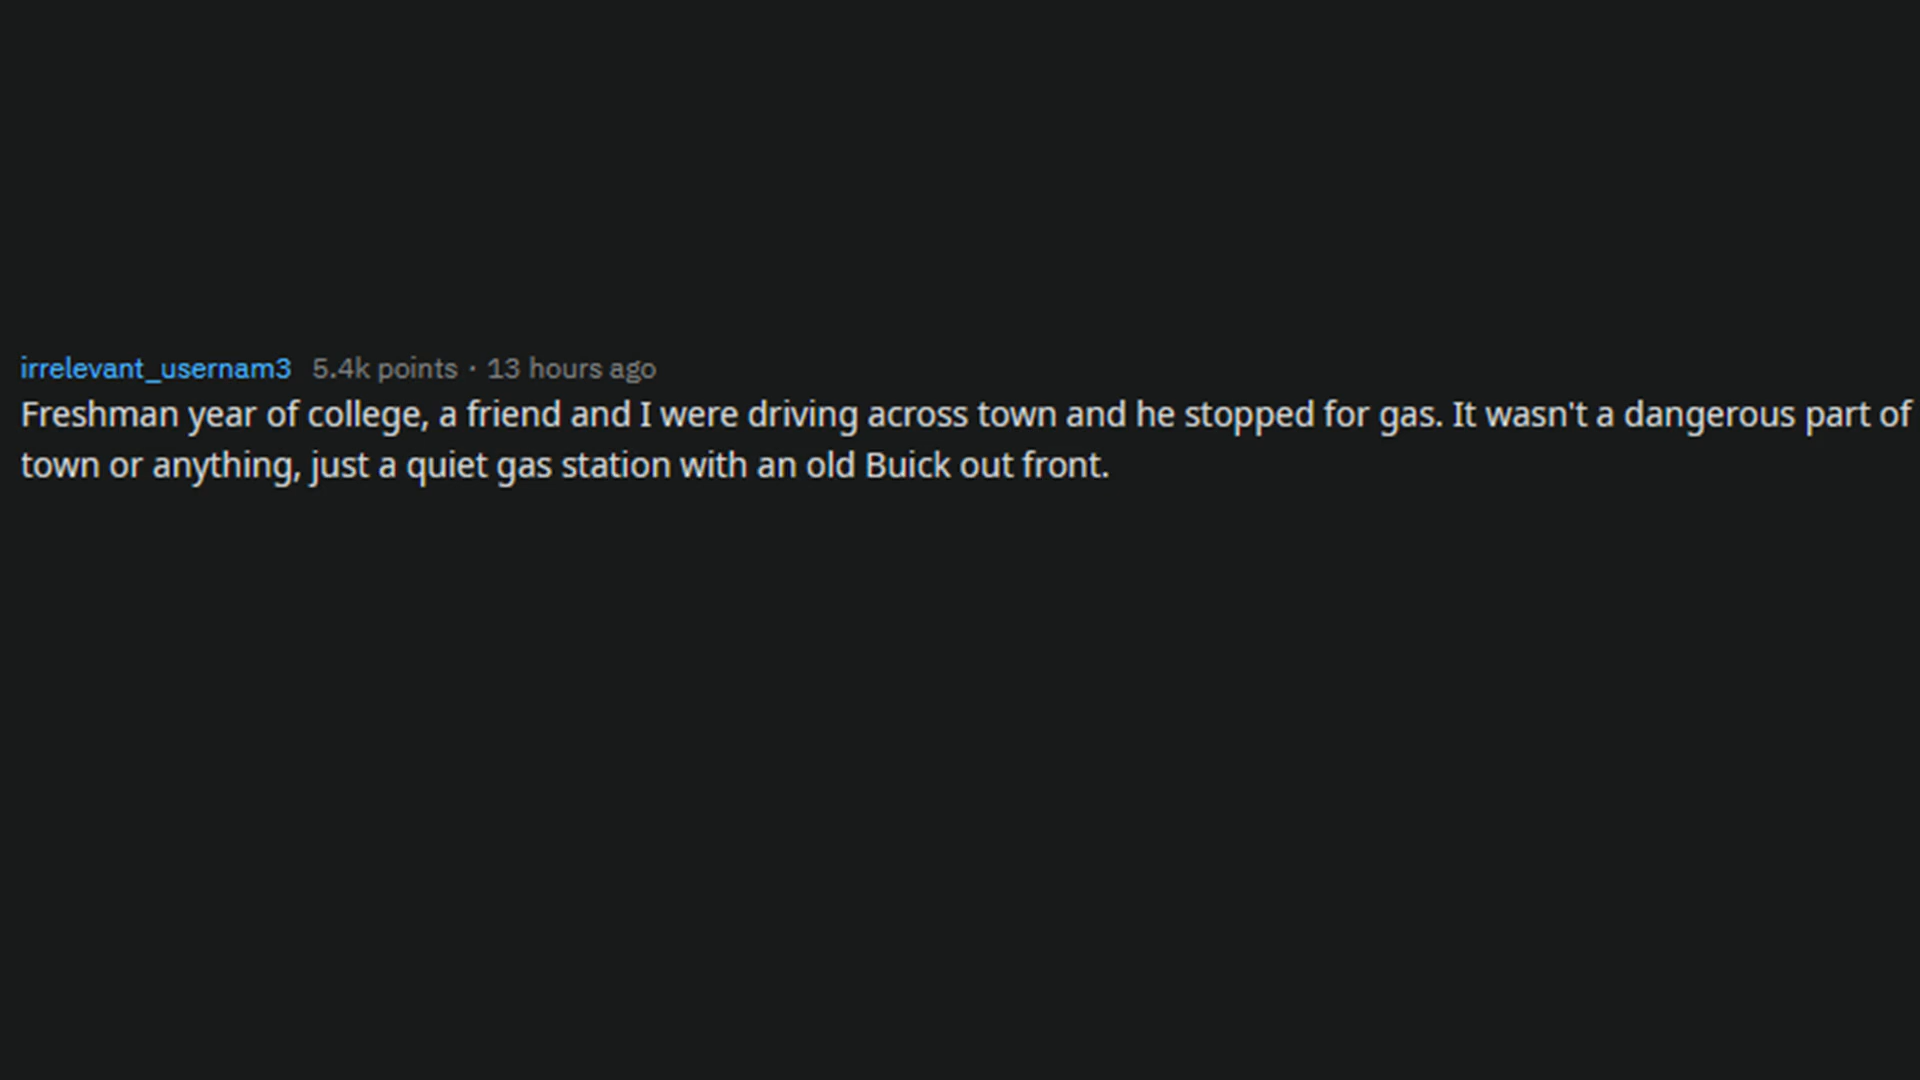 irrelevant_usernam3 5.4k points · 13 hours ago
Freshman year of college, a friend and I were driving across town and he stopped for gas. It wasn't a dangerous part of
town or anything, just a quiet gas station with an old Buick out front.